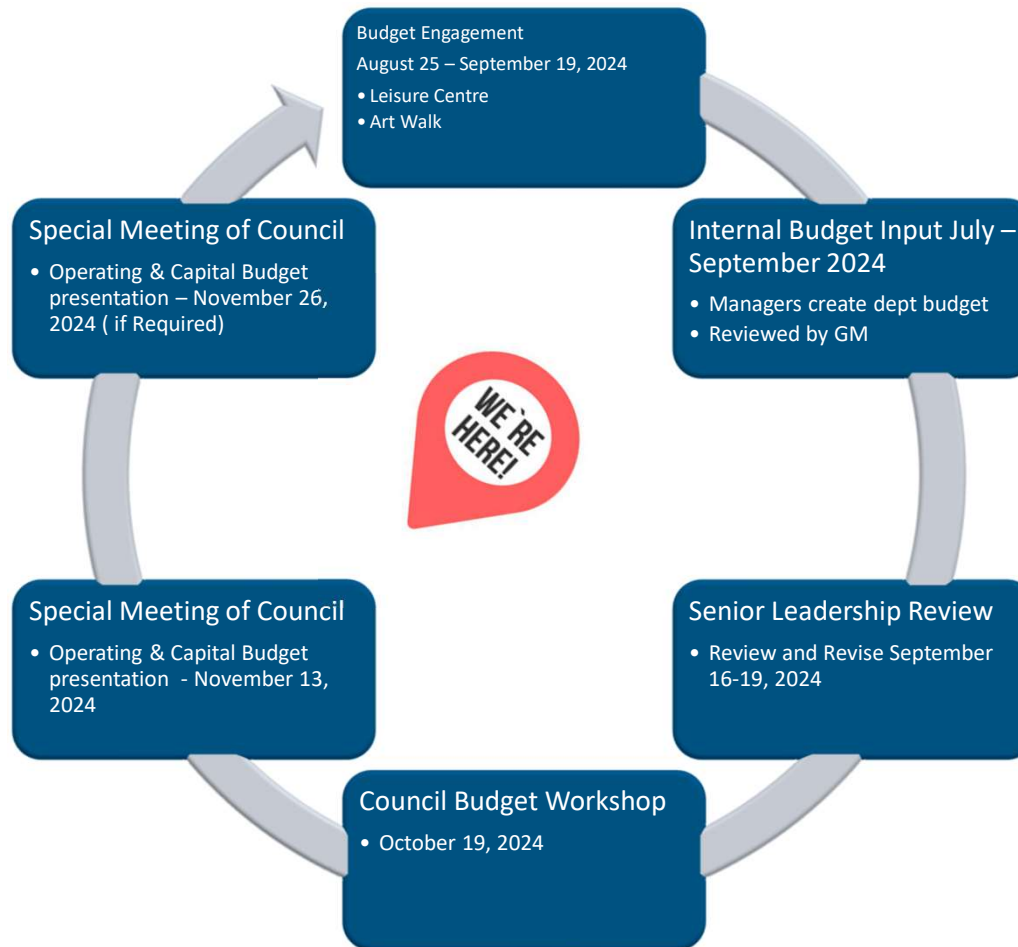 Budget Engagement
August 25 – September 19, 2024
• Leisure Centre
• Art Walk
Internal Budget Input July –
September 2024
• Managers create dept budget
• Reviewed by GM
Senior Leadership Review
• Review and Revise September
16-19, 2024
Council Budget Workshop
• October 19, 2024
Special Meeting of Council
• Operating & Capital Budget
presentation - November 13,
2024
Special Meeting of Council
• Operating & Capital Budget
presentation – November 26,
2024 ( if Required)
WE`RE
HERE!